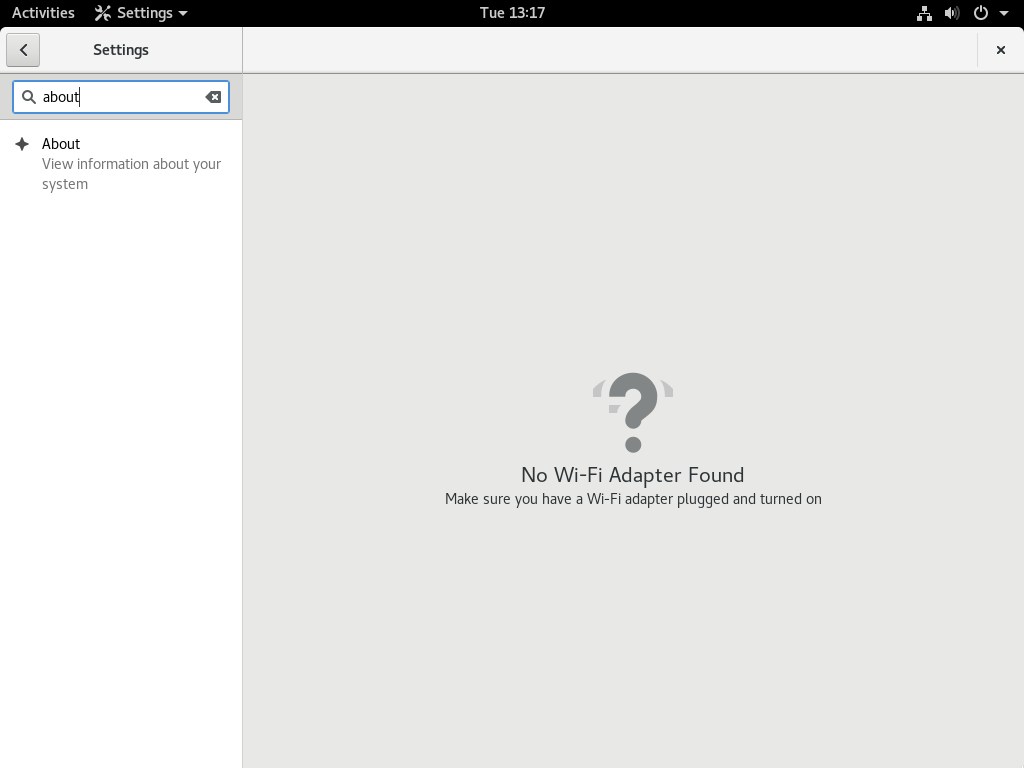 Activities Settings Tue 13:17
Settings
about
About
View information about your
system
No Wi-Fi Adapter Found
Make sure you have a Wi-Fi adapter plugged and turned on